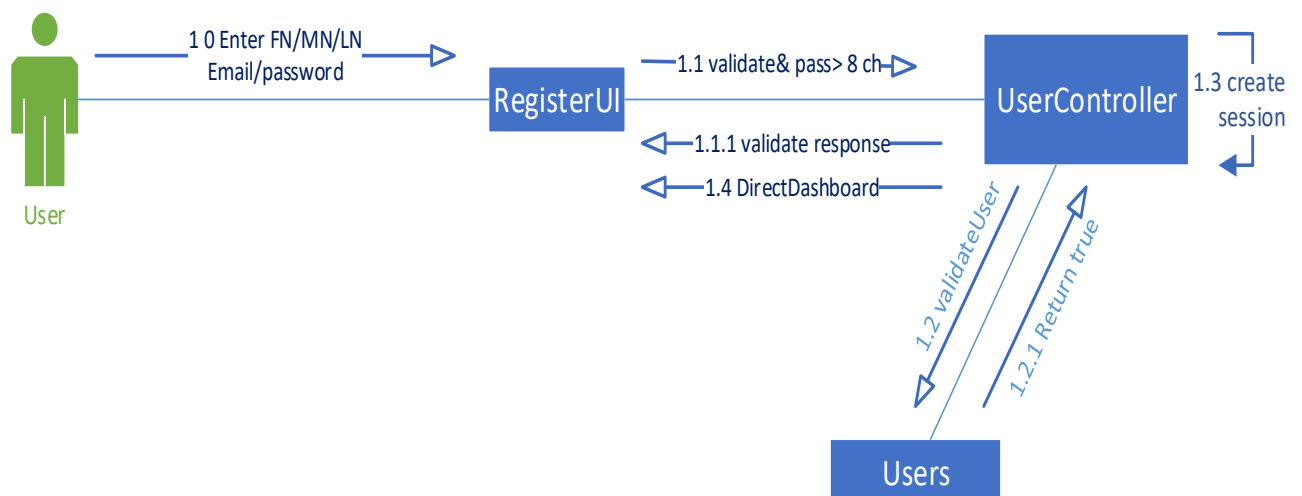 1 0 Enter FN/MN/LN
Email/password
User
RegisterUI
1.1 validate& pass> 8 ch
1.1.1 validate response
1.4 DirectDashboard
UserController
1.3 create
session
1.2 validateUser
1.2.1 Return true
Users